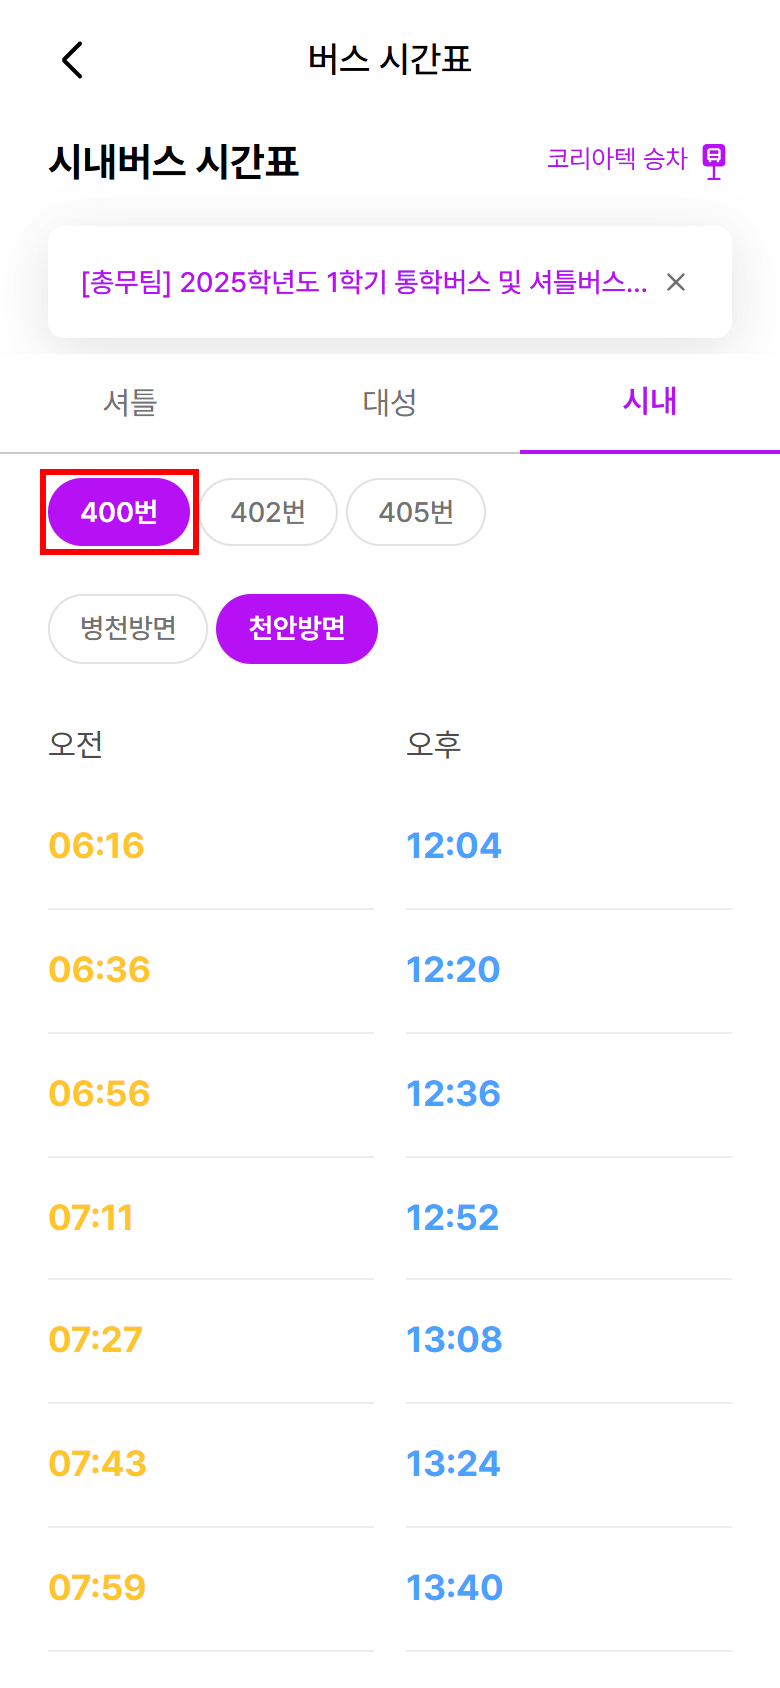 버스 시간표
시내버스 시간표
코리아텍 승차
[총무팀] 2025학년도 1학기 통학버스 및 셔틀버스...
셔틀 대성 시내
400번 402번 405번
병천방면 천안방면
오전 오후
06:16 12:04
06:36 12:20
06:56 12:36
07:11 12:52
07:27 13:08
07:43 13:24
07:59 13:40